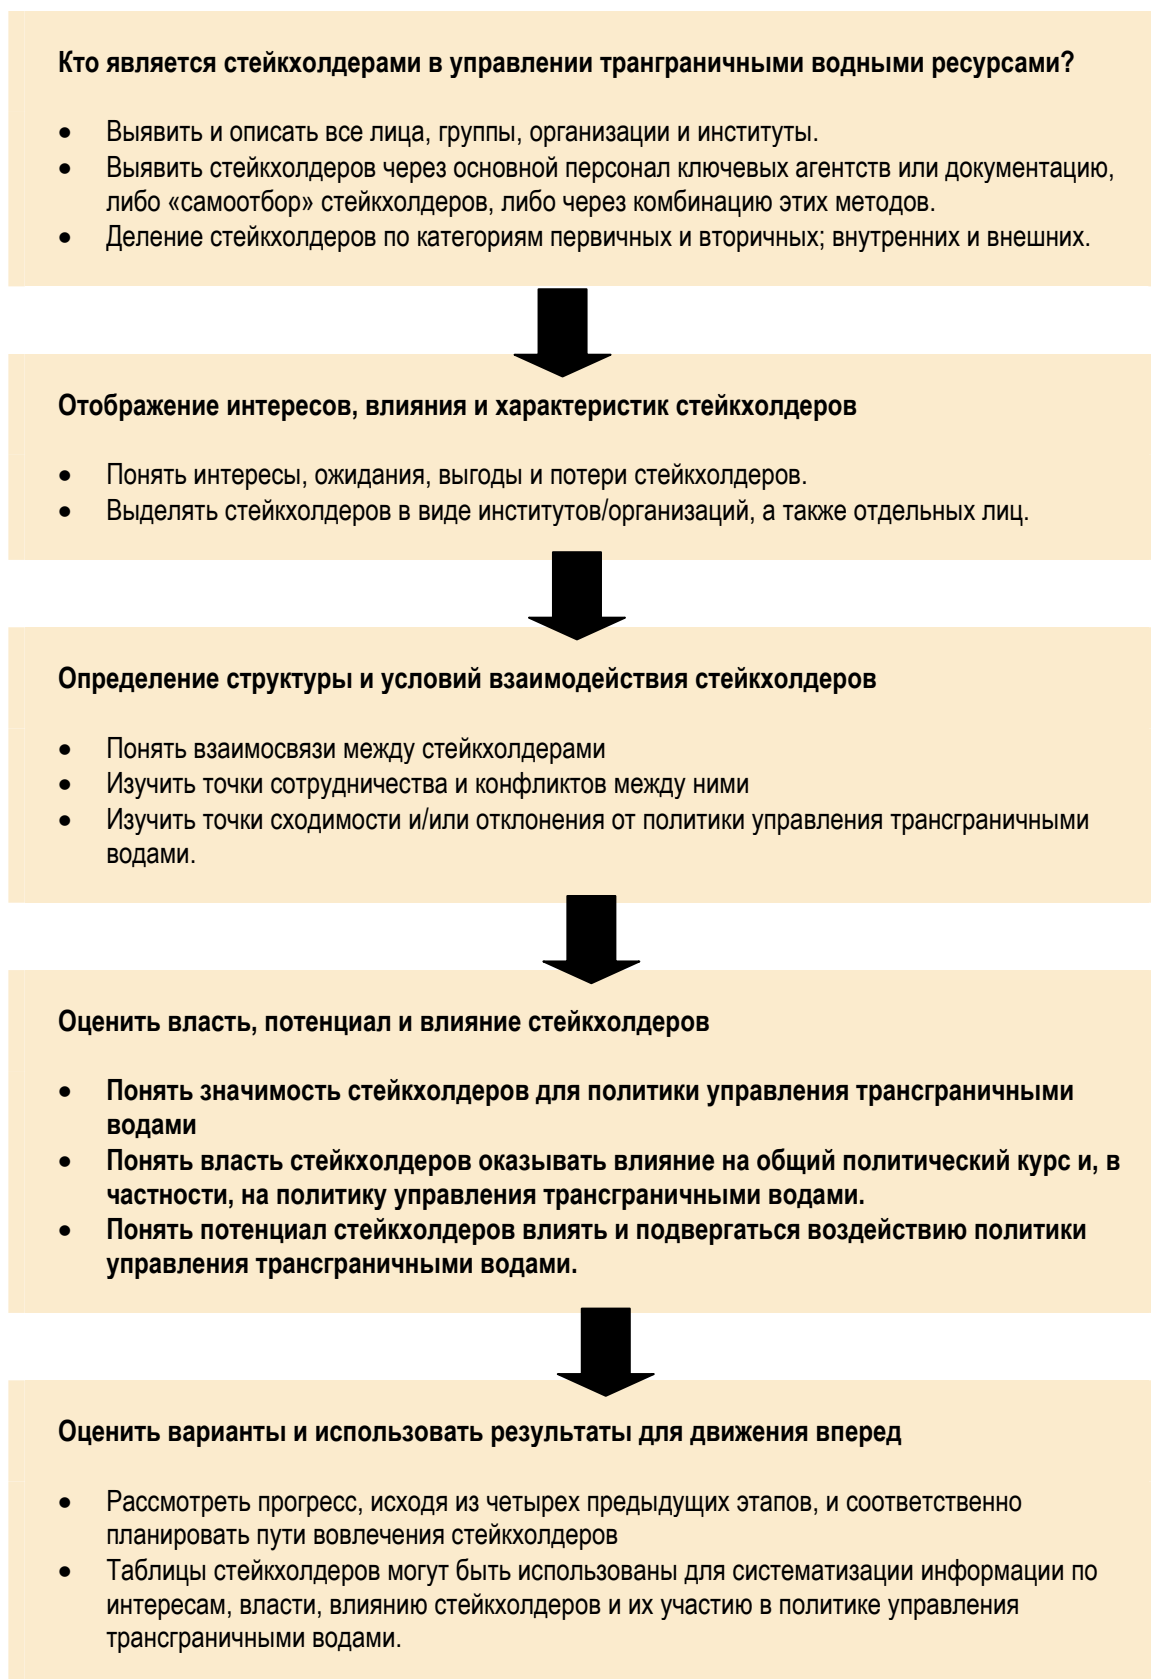 Кто является стейкхолдерами в управлении транграничными водными ресурсами?
• Выявить и описать все лица, группы, организации и институты.
• Выявить стейкхолдеров через основной персонал ключевых агентств или документацию,
либо «самоотбор» стейкхолдеров, либо через комбинацию этих методов.
• Деление стейкхолдеров по категориям первичных и вторичных; внутренних и внешних.
Отображение интересов, влияния и характеристик стейкхолдеров
• Понять интересы, ожидания, выгоды и потери стейкхолдеров.
• Выделять стейкхолдеров в виде институтов/организаций, а также отдельных лиц.
Определение структуры и условий взаимодействия стейкхолдеров
• Понять взаимосвязи между стейкхолдерами
• Изучить точки сотрудничества и конфликтов между ними
• Изучить точки сходимости и/или отклонения от политики управления трансграничными
водами.
Оценить власть, потенциал и влияние стейкхолдеров
• Понять значимость стейкхолдеров для политики управления трансграничными
водами
• Понять власть стейкхолдеров оказывать влияние на общий политический курс и, в
частности, на политику управления трансграничными водами.
• Понять потенциал стейкхолдеров влиять и подвергаться воздействию политики
управления трансграничными водами.
Оценить варианты и использовать результаты для движения вперед
• Рассмотреть прогресс, исходя из четырех предыдущих этапов, и соответственно
планировать пути вовлечения стейкхолдеров
• Таблицы стейкхолдеров могут быть использованы для систематизации информации по
интересам, власти, влиянию стейкхолдеров и их участию в политике управления
трансграничными водами.